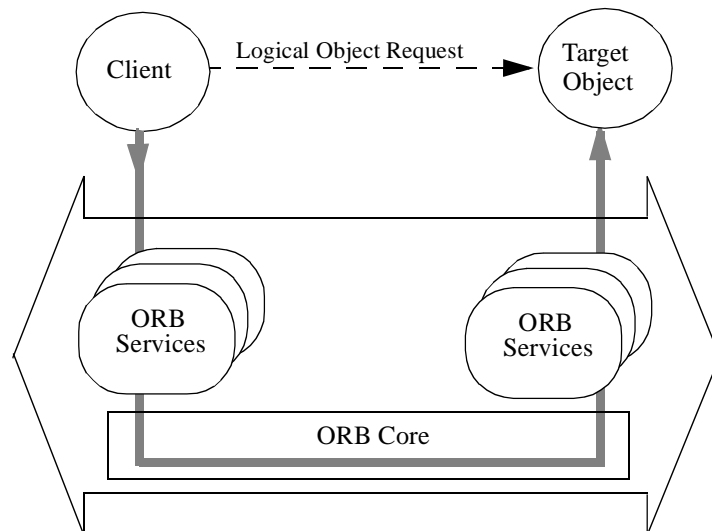 Logical Object Request
Client
Target
Object
ORB
Services
ORB
Services
ORB Core